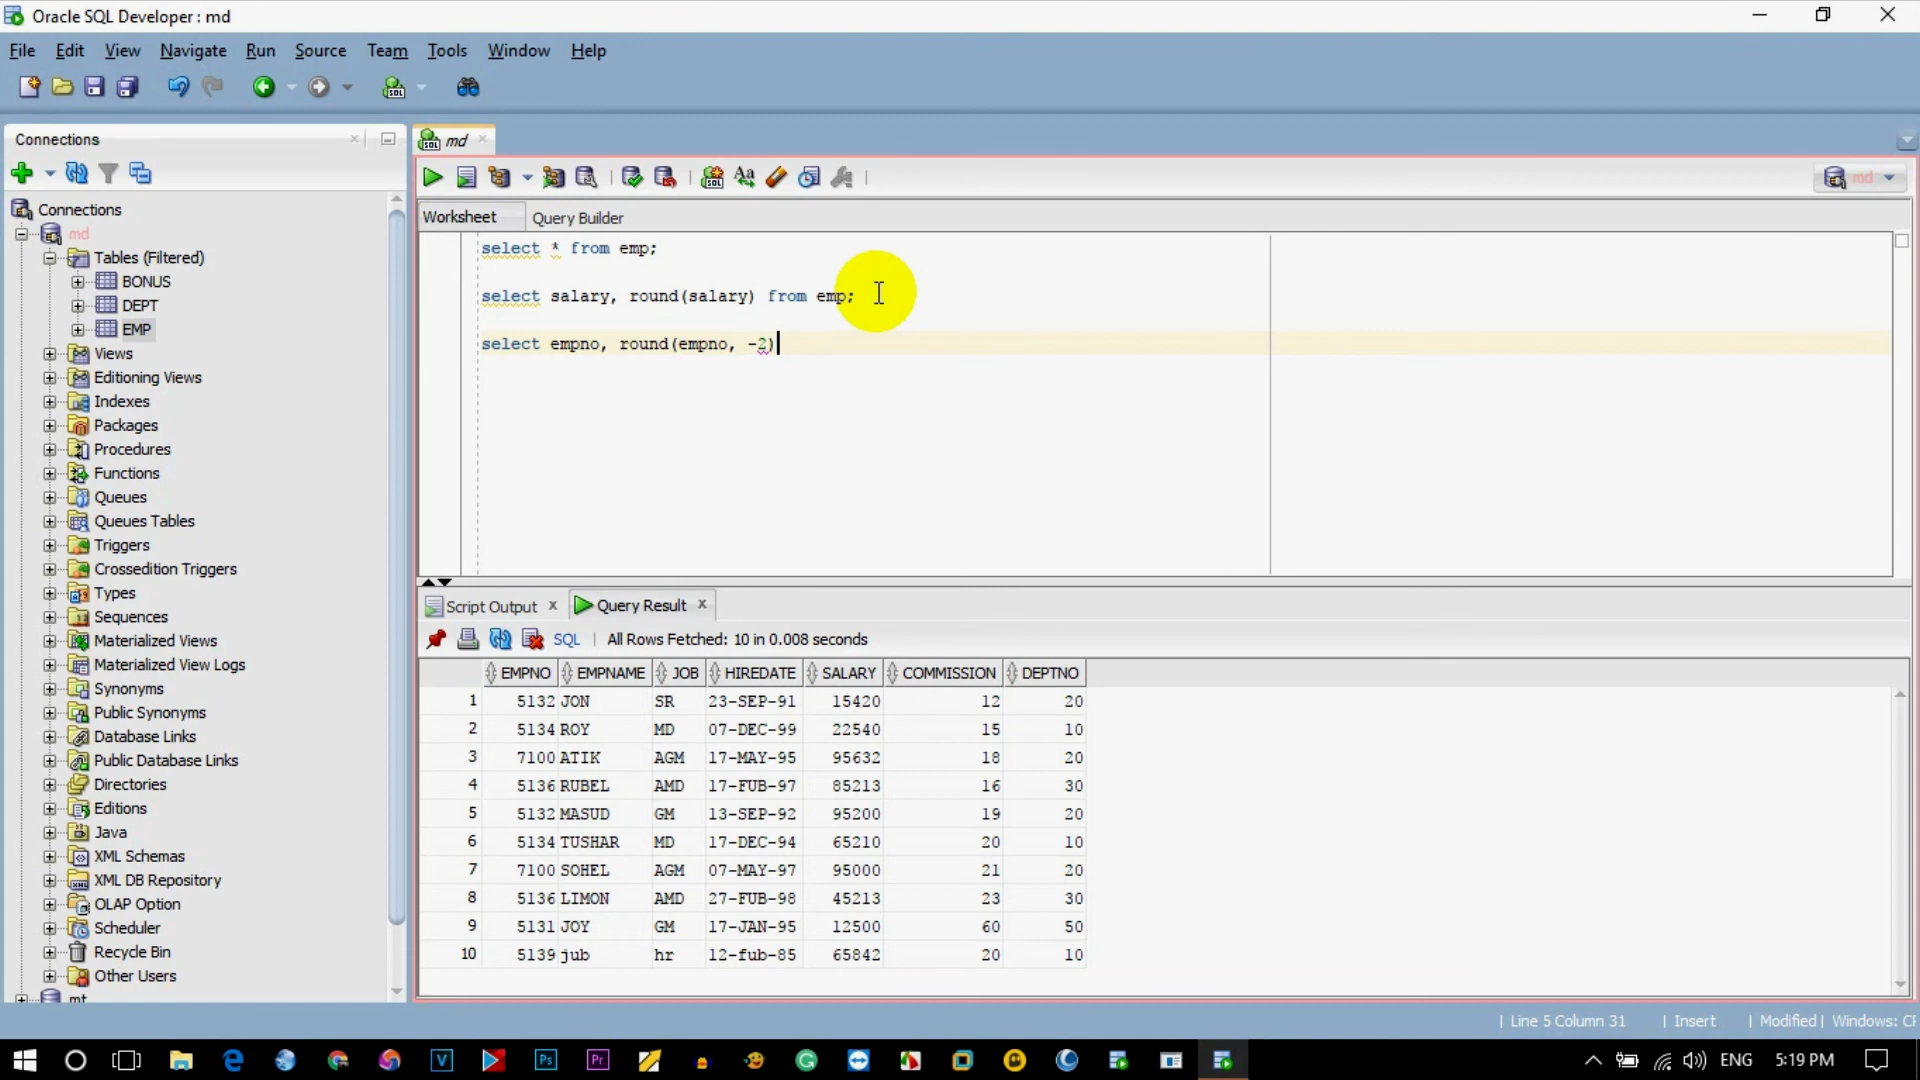 Oracle SQL Developer : md
File Edit View Navigate Run Source Team Tools Window Help
SQL
Connections
md
Connections
md
Tables (Filtered)
BONUS
DEPT
EMP
Views
Editioning Views
Indexes
Packages
Procedures
Functions
Queues
Queues Tables
Triggers
Crossedition Triggers
Types
Sequences
Materialized Views
Materialized View Logs
Synonyms
Public Synonyms
Database Links
Public Database Links
Directories
Editions
Java
XML Schemas
XML DB Repository
OLAP Option
Scheduler
Recycle Bin
Other Users
mt
md
Worksheet Query Builder
select * from emp;
select salary, round(salary) from emp;
select empno, round(empno, -2)
Script Output x Query Result x
SQL | All Rows Fetched: 10 in 0.008 seconds
EMPNO EMPNAME JOB HIREDATE SALARY COMMISSION DEPTNO
1 5132 JON SR 23-SEP-91 15420 12 20
2 5134 ROY MD 07-DEC-99 22540 15 10
3 7100 ATIK AGM 17-MAY-95 95632 18 20
4 5136 RUBEL AMD 17-FUB-97 85213 16 30
5 5132 MASUD GM 13-SEP-92 95200 19 20
6 5134 TUSHAR MD 17-DEC-94 65210 20 10
7 7100 SOHEL AGM 07-MAY-97 95000 21 20
8 5136 LIMON AMD 27-FUB-98 45213 23 30
9 5131 JOY GM 17-JAN-95 12500 60 50
10 5139 jub hr 12-fub-85 65842 20 10
| Line 5 Column 31 | Insert | Modified | Windows: CF
V Ps Pr ENG 5:19 PM